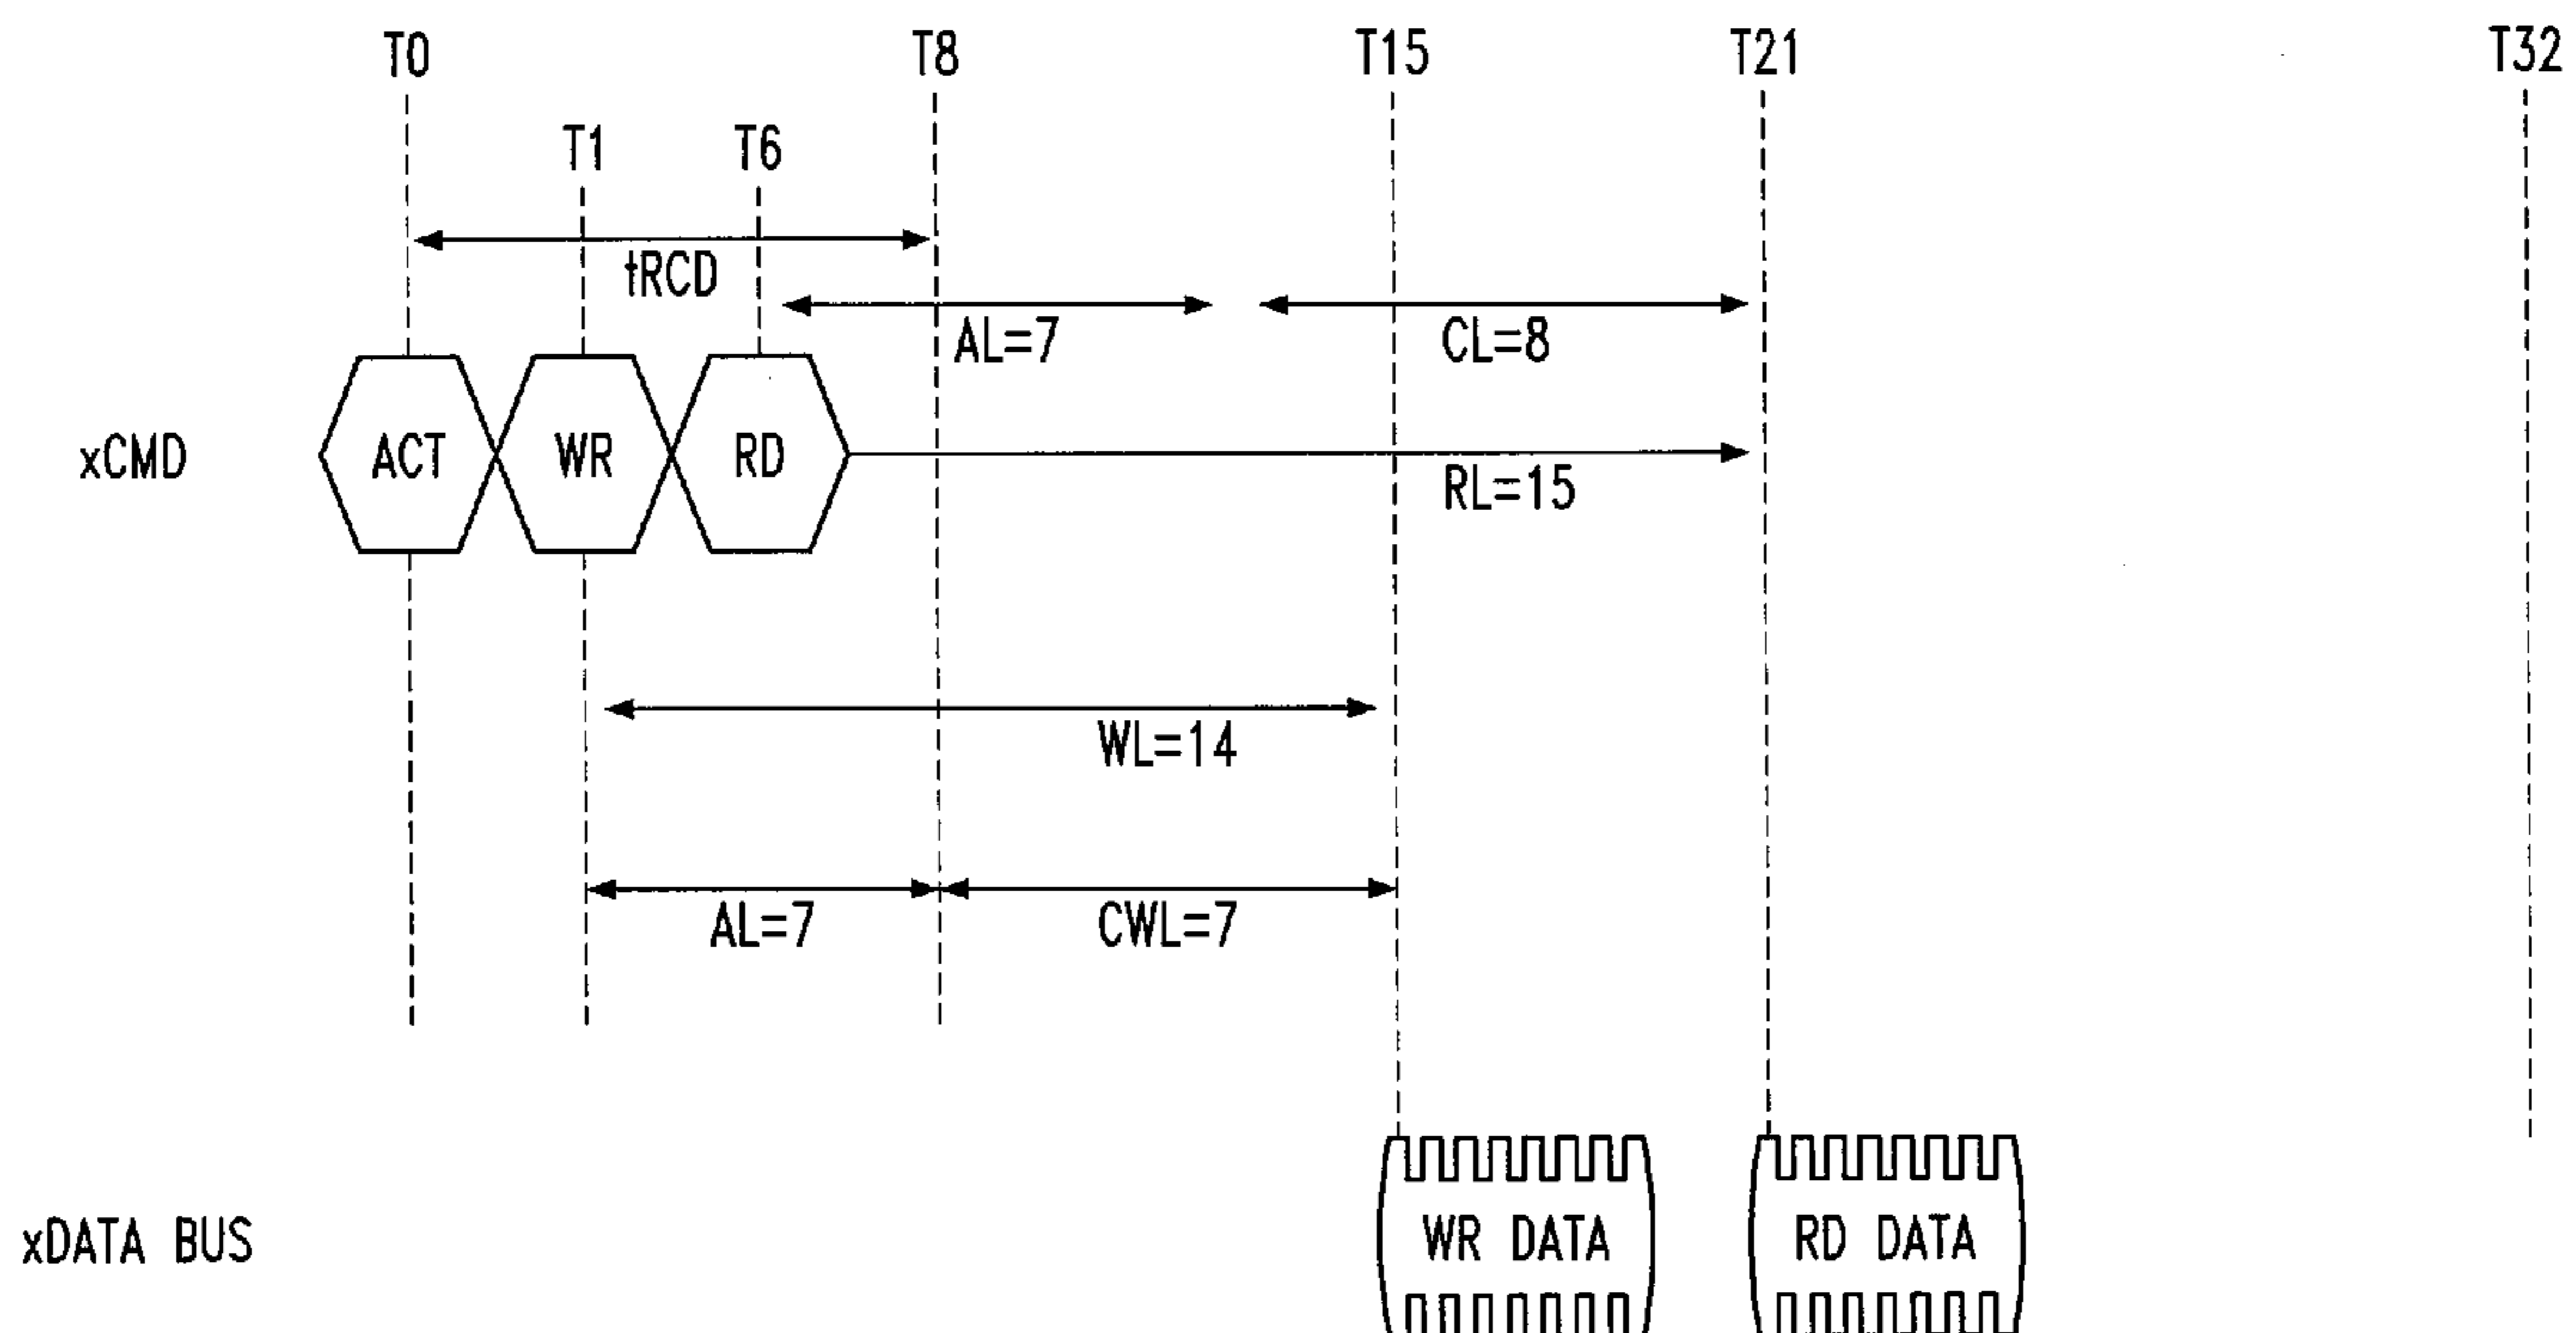 T0 T8 T15 T21 T32
T1 T6
tRCD
AL=7 CL=8
xCMD ACT WR RD
RL=15
WL=14
AL=7 CWL=7
xDATA BUS WR DATA RD DATA